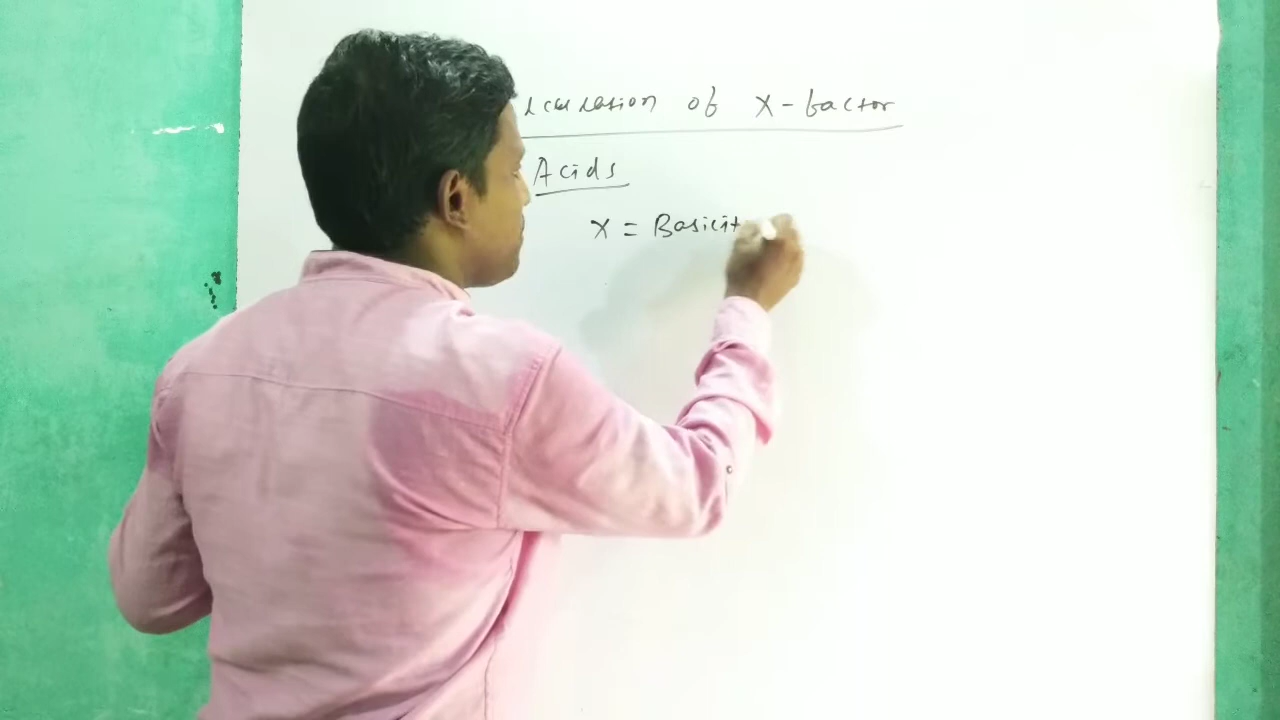 of X-factor
Acids
X = Basicit